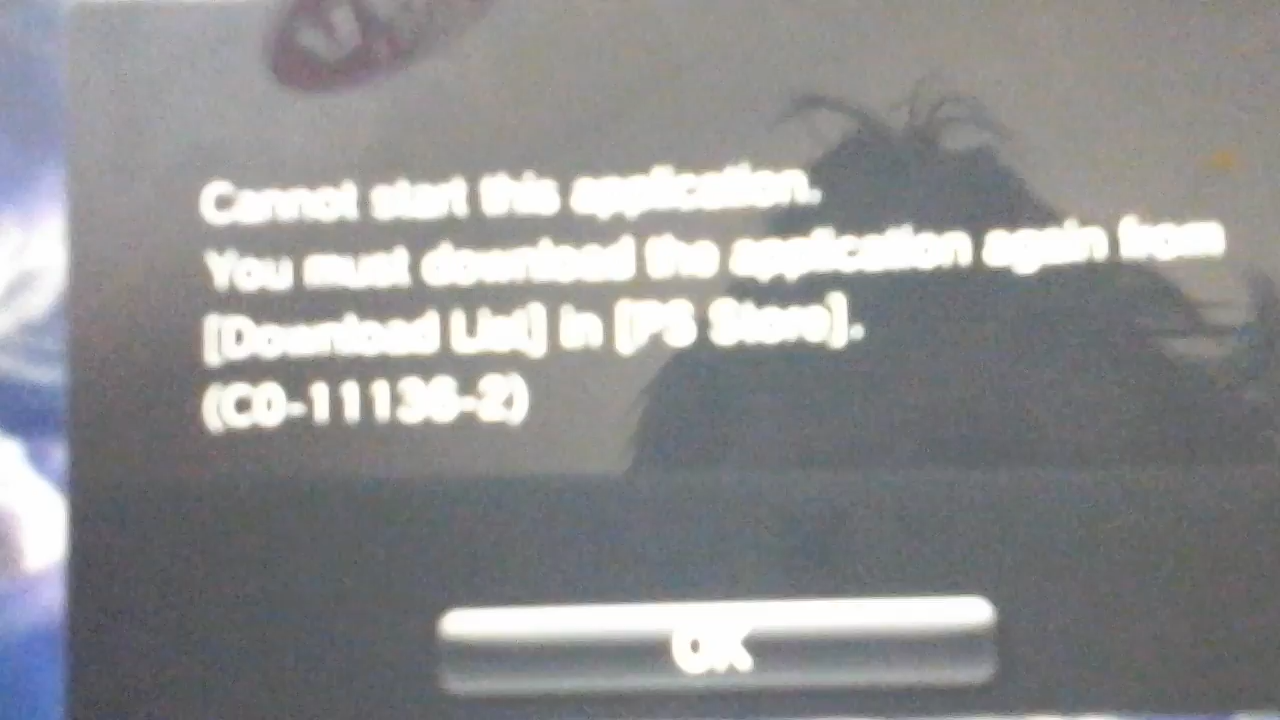 Cannot start this application.
You must download the application again from
[Download List] in [PS Store].
(C0-11136-2)
OK